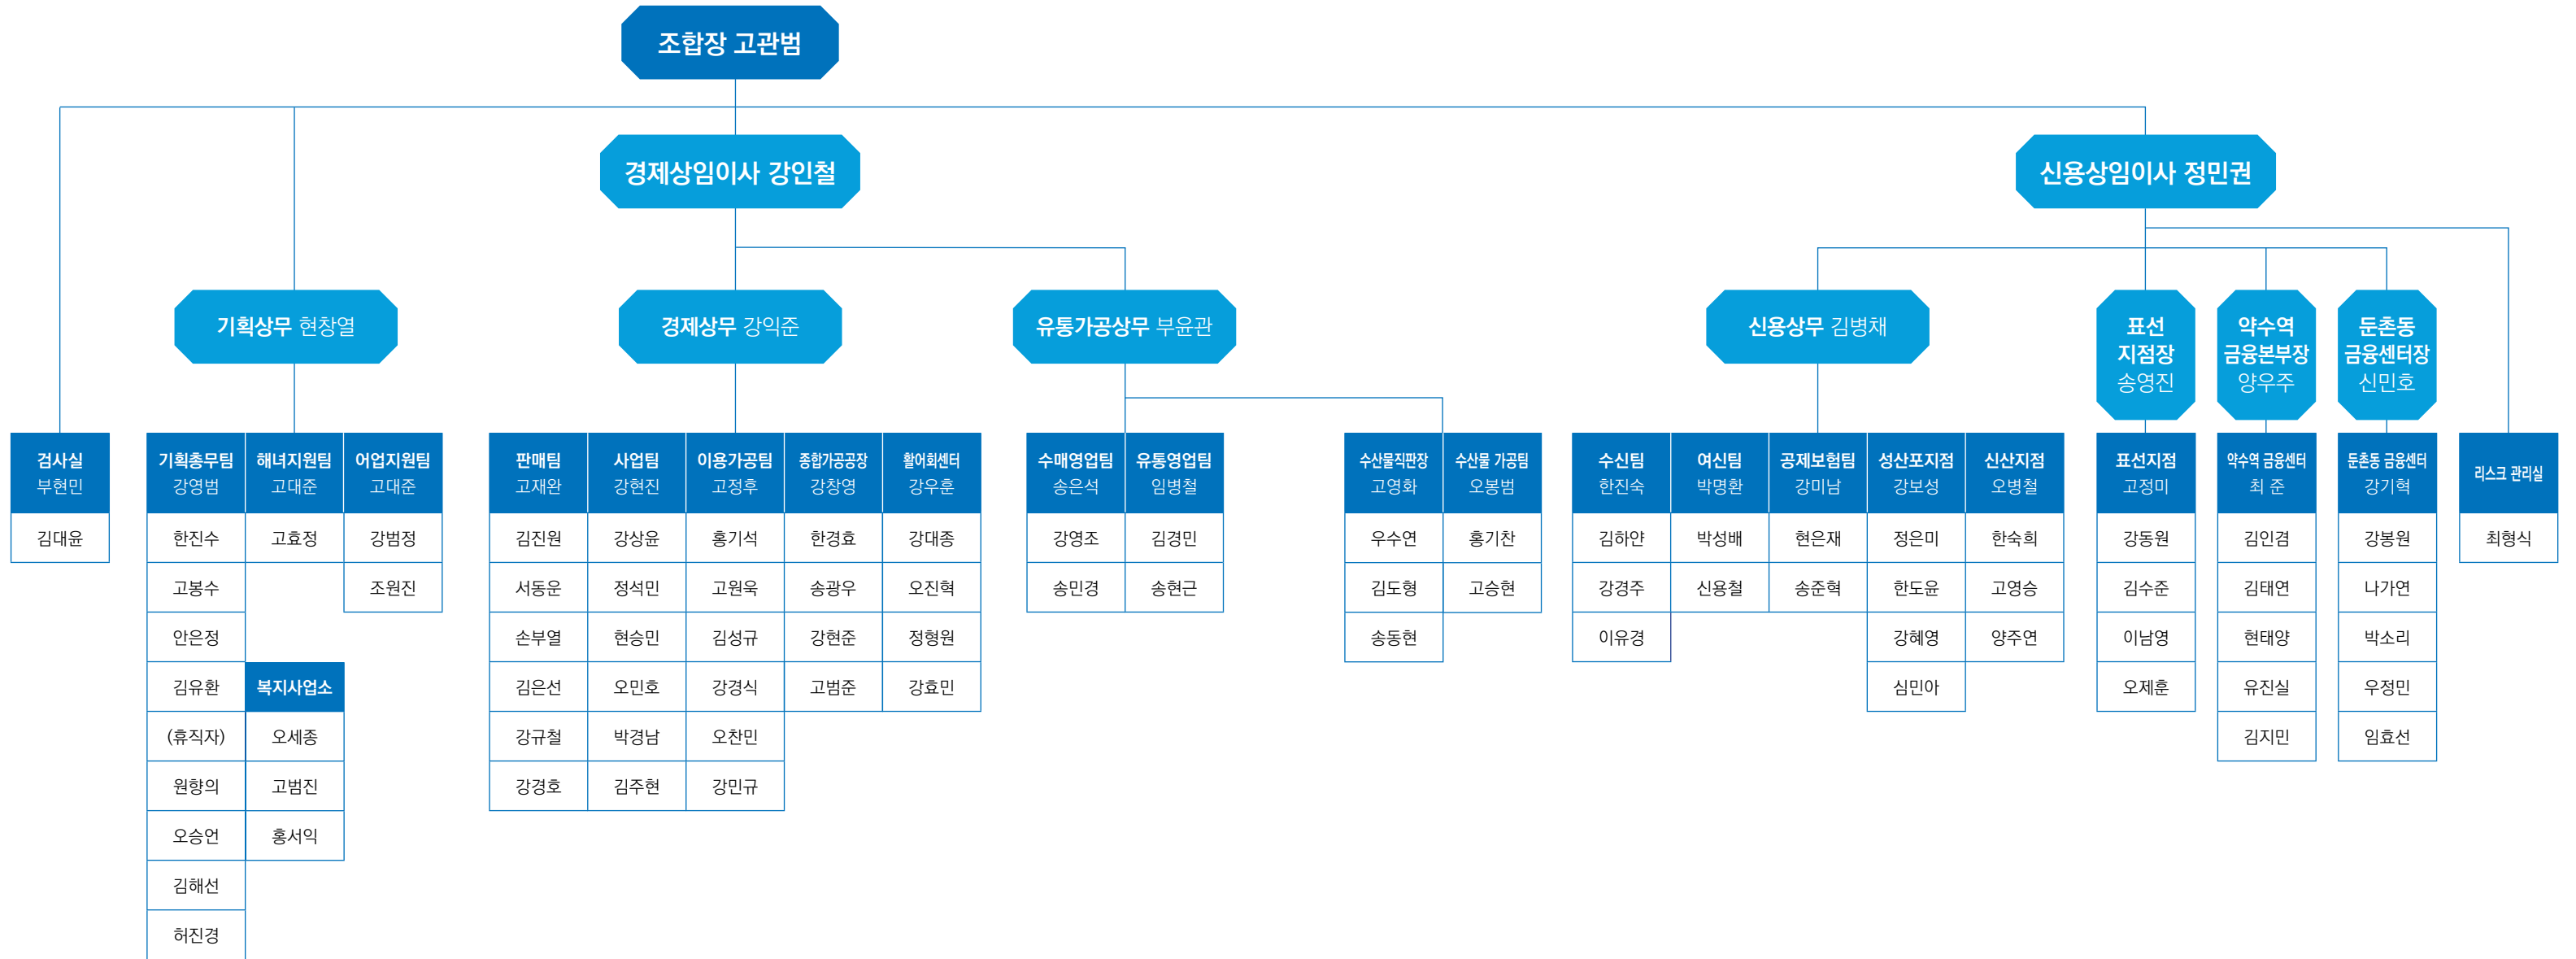 조합장 고관범
경제상임이사 강인철
신용상임이사 정민권
기획상무 현창열
경제상무 강익준
유통가공상무 부윤관
신용상무 김병채
표선
지점장
송영진
약수역
금융본부장
양우주
둔촌동
금융센터장
신민호
검사실
부현민
김대윤
기획총무팀
강영범
한진수
고봉수
안은정
김유환
(휴직자)
원향의
오승언
김해선
허진경
해녀지원팀
고대준
고효정
복지사업소
오세종
고범진
홍서익
어업지원팀
고대준
강범정
조원진
판매팀
고재완
김진원
서동운
손부열
김은선
강규철
강경호
사업팀
강현진
강상윤
정석민
현승민
오민호
박경남
김주현
이용가공팀
고정후
홍기석
고원욱
김성규
강경식
오찬민
강민규
종합가공공장
강창영
한경효
송광우
강현준
고범준
활어회센터
강우훈
강대종
오진혁
정형원
강효민
수매영업팀
송은석
강영조
송민경
유통영업팀
임병철
김경민
송현근
수산물직판장
고영화
우수연
김도형
송동현
수산물 가공팀
오봉범
홍기찬
고승현
수신팀
한진숙
김하얀
강경주
이유경
여신팀
박명환
박성배
신용철
공제보험팀
강미남
현은재
송준혁
성산포지점
강보성
정은미
한도윤
강혜영
심민아
신산지점
오병철
한숙희
고영승
양주연
표선지점
고정미
강동원
김수준
이남영
오제훈
약수역 금융센터
최 준
김인겸
김태연
현태양
유진실
김지민
둔촌동 금융센터
강기혁
강봉원
나가연
박소리
우정민
임효선
리스크 관리실
최형식